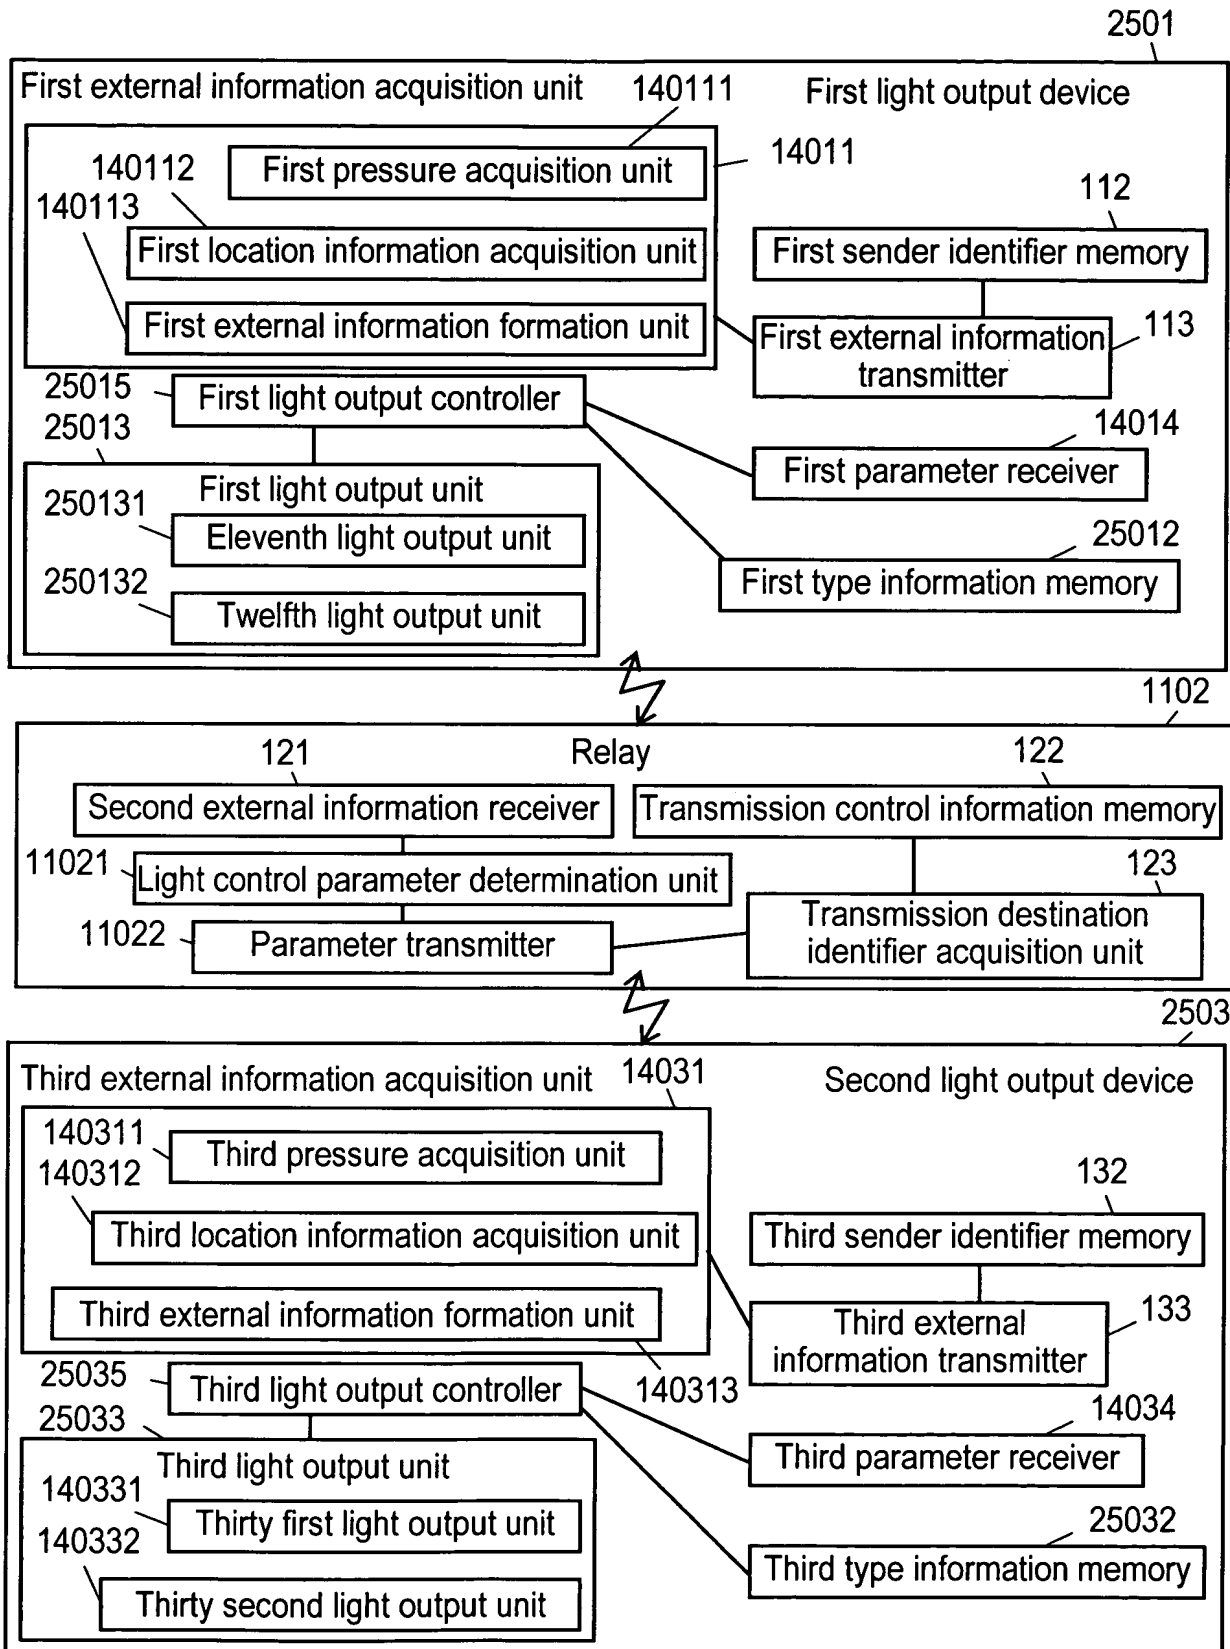 2501
First external information acquisition unit 140111 First light output device
140112 First pressure acquisition unit 14011
140113 112
First location information acquisition unit First sender identifier memory
First external information formation unit First external information 113
transmitter
25015 First light output controller
25013 14014
First light output unit First parameter receiver
250131 Eleventh light output unit 25012
250132 First type information memory
Twelfth light output unit
1102
121 Relay 122
Second external information receiver Transmission control information memory
11021 Light control parameter determination unit 123
11022 Parameter transmitter Transmission destination
identifier acquisition unit
2503
Third external information acquisition unit 14031 Second light output device
140311 Third pressure acquisition unit
140312 132
Third location information acquisition unit Third sender identifier memory
Third external information formation unit Third external 133
information transmitter
25035 Third light output controller 140313
25033 14034
Third light output unit Third parameter receiver
140331 Thirty first light output unit
140332 25032
Thirty second light output unit Third type information memory